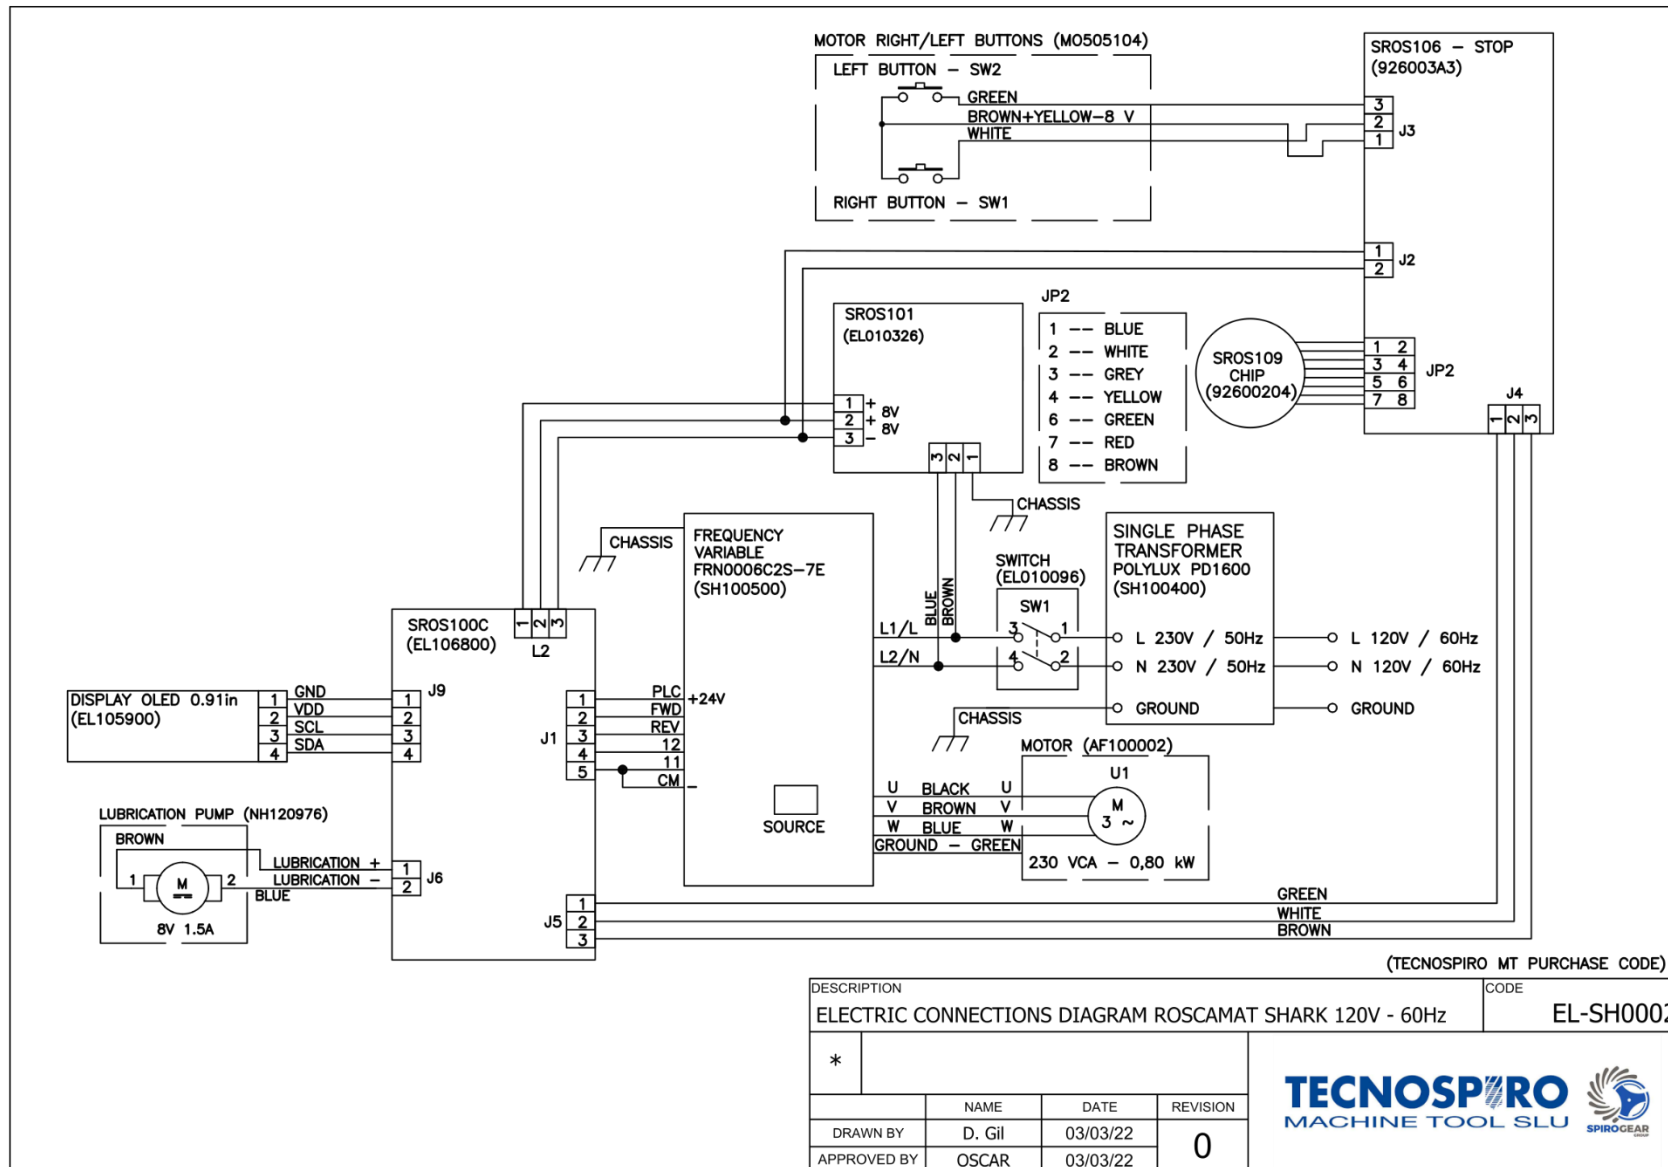 MOTOR RIGHT/LEFT BUTTONS (MO505104)
LEFT BUTTON - SW2
GREEN
BROWN+YELLOW-8 V
WHITE
RIGHT BUTTON - SW1
SROS106 - STOP
(926003A3)
3
2
1
J3
1
2
J2
1 2
3 4
5 6
7 8
JP2
J4
1 2 3
SROS109
CHIP
(92600204)
JP2
1 -- BLUE
2 -- WHITE
3 -- GREY
4 -- YELLOW
6 -- GREEN
7 -- RED
8 -- BROWN
SROS101
(EL010326)
1 +
8V
2 +
8V
3 -
3 2 1
CHASSIS
BLUE
BROWN
CHASSIS
FREQUENCY
VARIABLE
FRN0006C2S-7E
(SH100500)
L1/L
L2/N
SWITCH
(EL010096)
SW1
3 1
4 2
SINGLE PHASE
TRANSFORMER
POLYLUX PD1600
(SH100400)
L 230V / 50Hz
N 230V / 50Hz
GROUND
L 120V / 60Hz
N 120V / 60Hz
GROUND
CHASSIS
SROS100C
(EL106800)
1 2 3
L2
DISPLAY OLED 0.91in
(EL105900)
1 GND 1
2 VDD 2
3 SCL 3
4 SDA 4
J9
J1
1 PLC +24V
2 FWD
3 REV
4 12
5 11
CM -
SOURCE
MOTOR (AF100002)
U1
M
3 ~
U BLACK U
V BROWN V
W BLUE W
GROUND - GREEN
230 VCA - 0,80 kW
LUBRICATION PUMP (NH120976)
BROWN
1 M 2
8V 1.5A
LUBRICATION + 1
LUBRICATION - 2
BLUE
J6
J5
1
2
3
GREEN
WHITE
BROWN
(TECNOSPIRO MT PURCHASE CODE)
DESCRIPTION
ELECTRIC CONNECTIONS DIAGRAM ROSCAMAT SHARK 120V - 60Hz
CODE
EL-SH0002
*
NAME DATE REVISION
DRAWN BY D. Gil 03/03/22 0
APPROVED BY OSCAR 03/03/22
TECNOSPIRO
MACHINE TOOL SLU
SPIROGEAR
GROUP